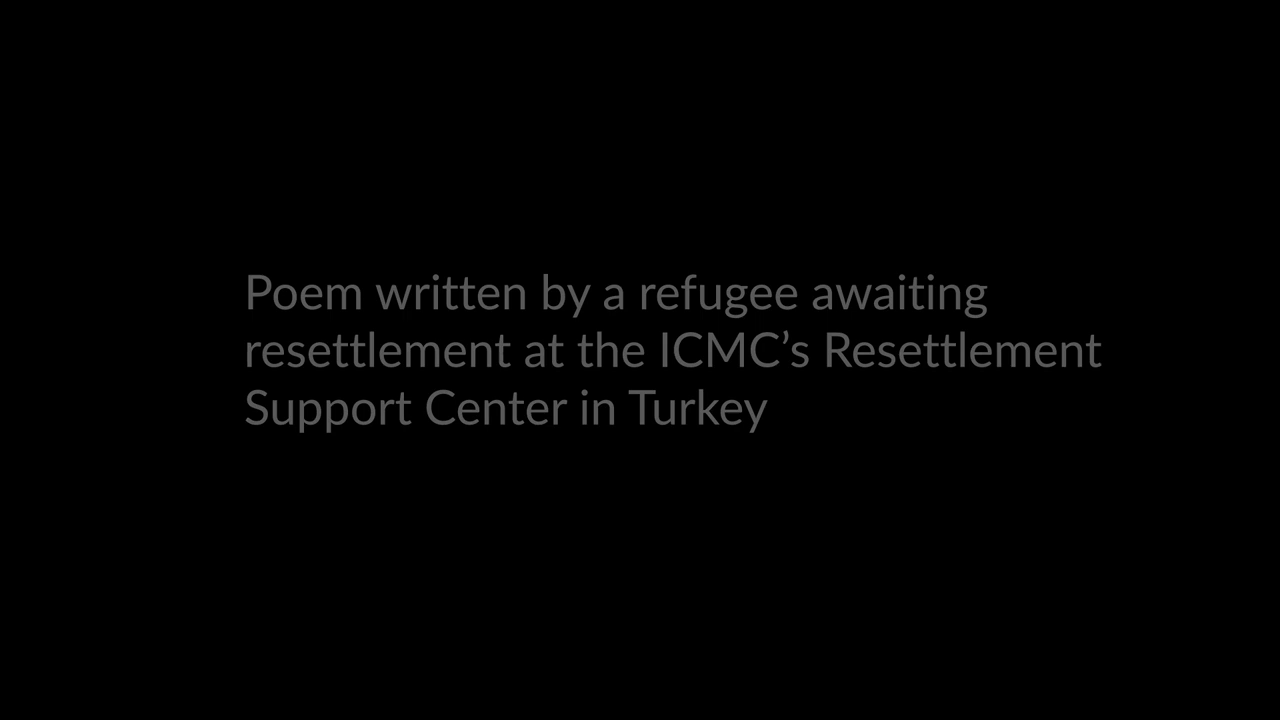 Poem written by a refugee awaiting
resettlement at the ICMC’s Resettlement
Support Center in Turkey